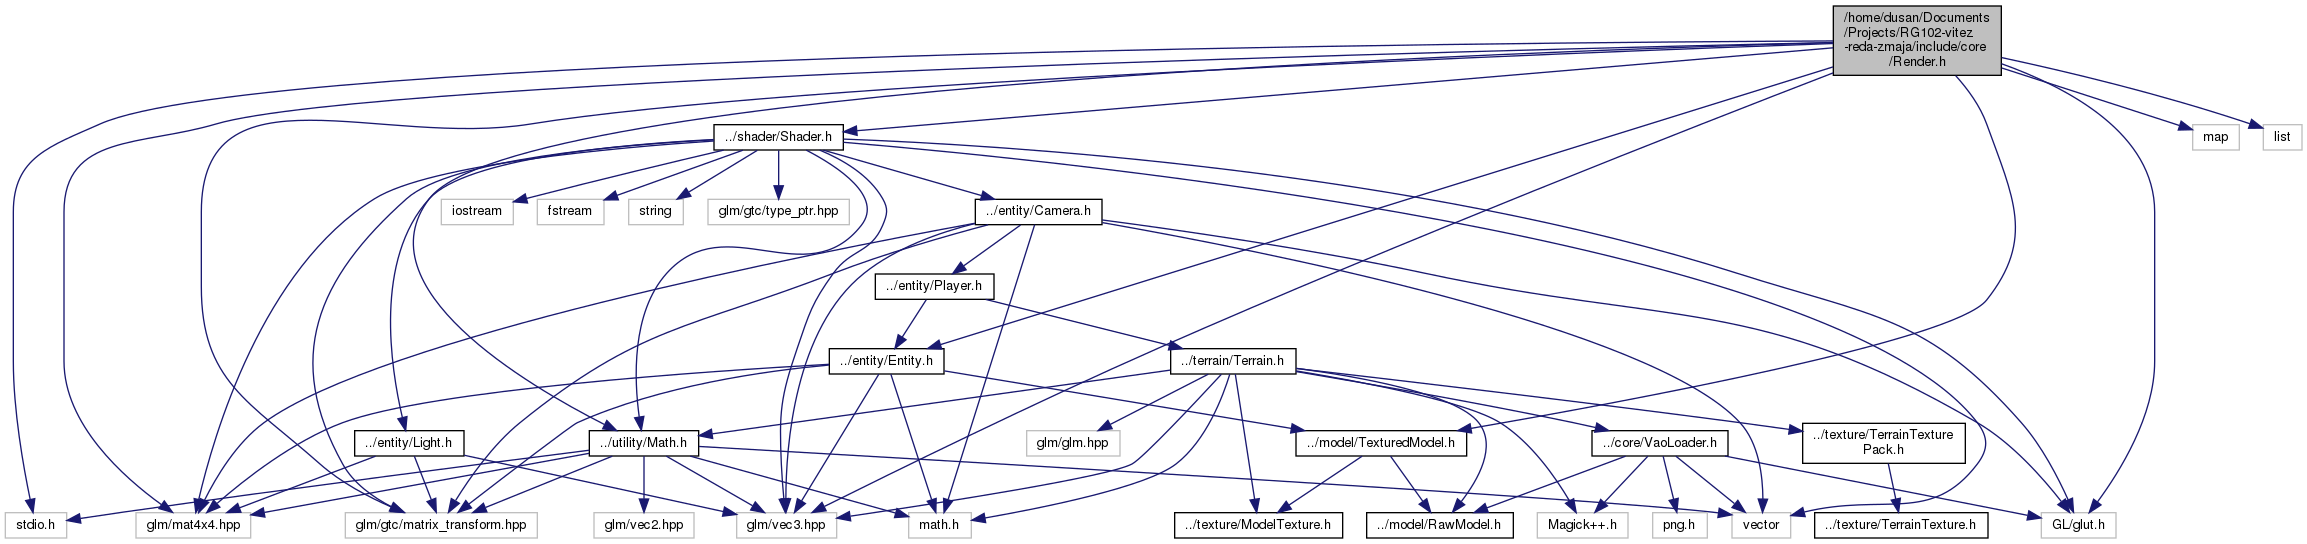 /home/dusan/Documents
/Projects/RG102-vitez
-reda-zmaja/include/core
/Render.h
../shader/Shader.h
map
list
iostream
fstream
string
glm/gtc/type_ptr.hpp
../entity/Camera.h
../entity/Player.h
../entity/Entity.h
../terrain/Terrain.h
../entity/Light.h
../utility/Math.h
glm/glm.hpp
../model/TexturedModel.h
../core/VaoLoader.h
../texture/TerrainTexture
Pack.h
stdio.h
glm/mat4x4.hpp
glm/gtc/matrix_transform.hpp
glm/vec2.hpp
glm/vec3.hpp
math.h
../texture/ModelTexture.h
../model/RawModel.h
Magick++.h
png.h
vector
../texture/TerrainTexture.h
GL/glut.h